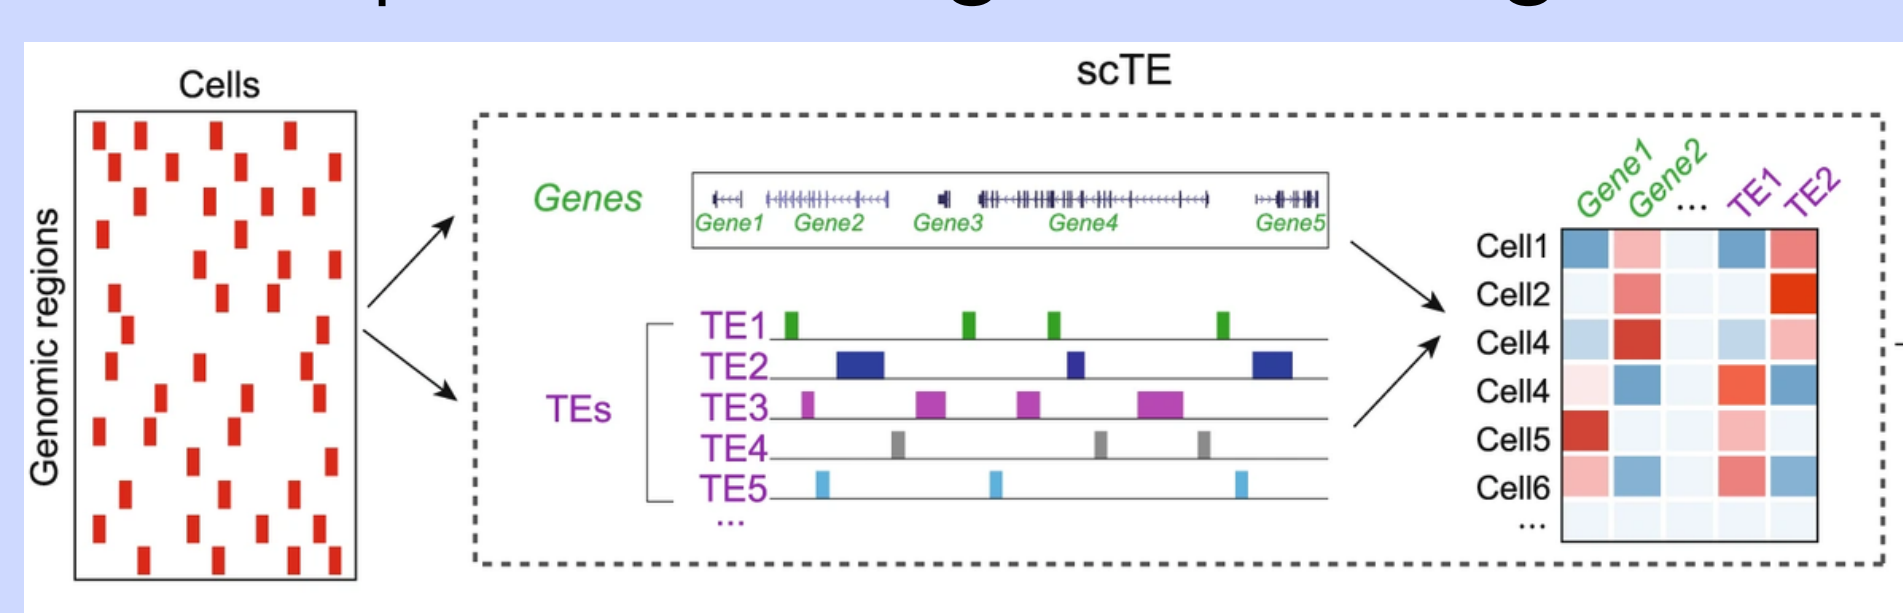 scTE
Cells
Genomic regions
Genes
Gene1 Gene2 Gene3 Gene4 Gene5
TEs
TE1
TE2
TE3
TE4
TE5
...
Gene1 Gene2 ... TE1 TE2
Cell1
Cell2
Cell4
Cell4
Cell5
Cell6
...